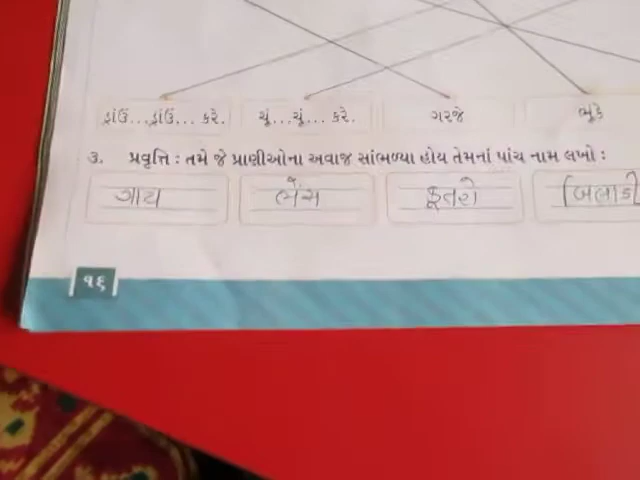 ડ્રાંઉં...ડ્રાંઉં... કરે. ચૂં...ચૂં... કરે. ગરજે ભૂંકે
૩. પ્રવૃત્તિ : તમે જે પ્રાણીઓના અવાજ સાંભળ્યા હોય તેમનાં પાંચ નામ લખો :
ગાય ભેંસ કૂતરો બિલાડી
૧૬